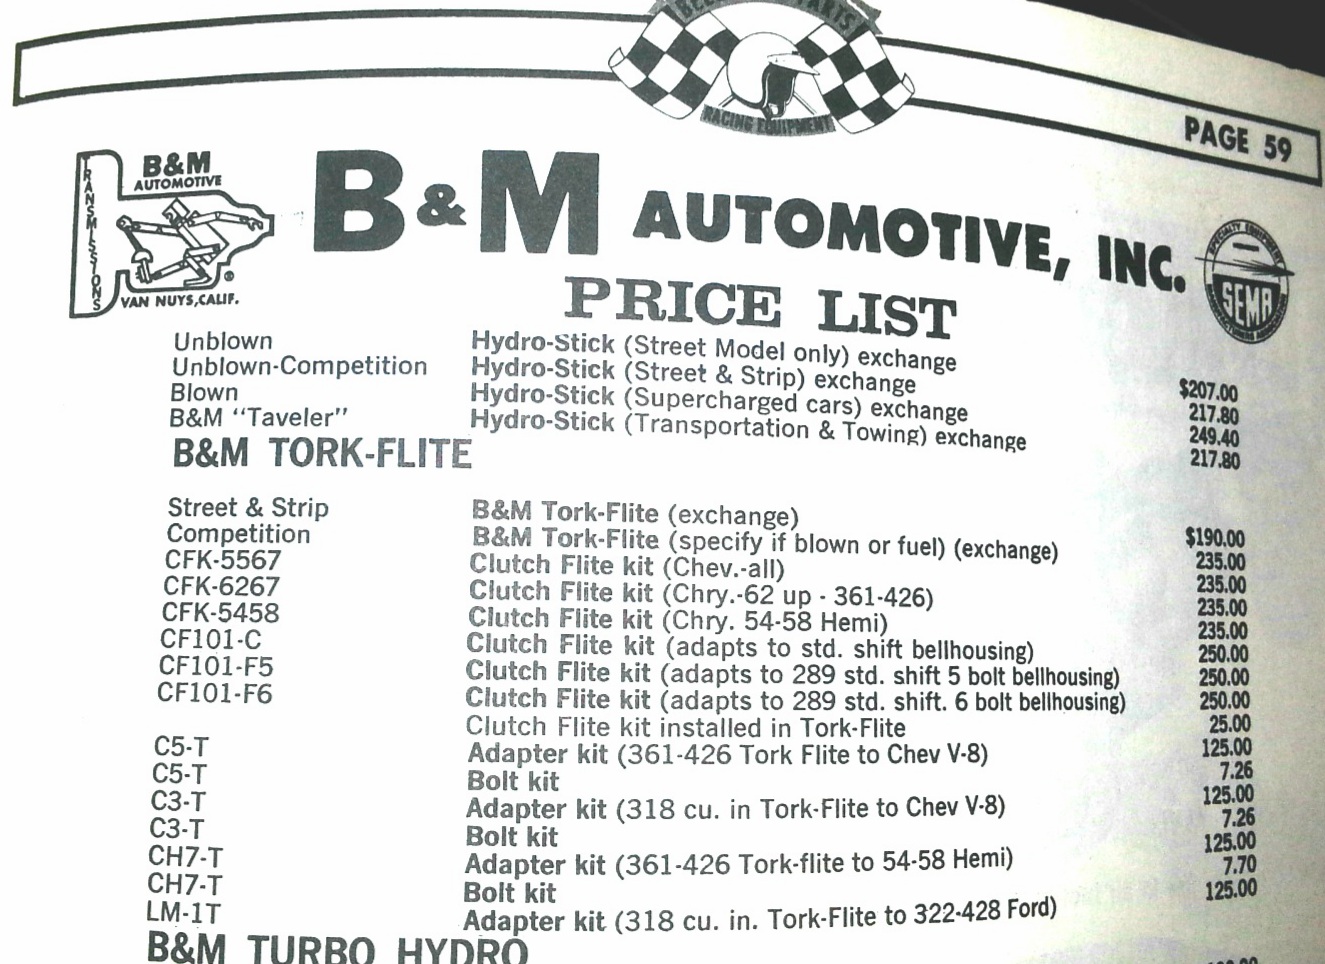 PARTS
RACING EQUIPMENT
PAGE 59
TRANSMISSIONS
B&M
AUTOMOTIVE
®
VAN NUYS, CALIF.
B&M AUTOMOTIVE, INC.
SPECIALTY EQUIPMENT
SEMA
MANUFACTURERS ASSOCIATION
PRICE LIST
Unblown Hydro-Stick (Street Model only) exchange $207.00
Unblown-Competition Hydro-Stick (Street & Strip) exchange 217.80
Blown Hydro-Stick (Supercharged cars) exchange 249.40
B&M "Taveler" Hydro-Stick (Transportation & Towing) exchange 217.80
B&M TORK-FLITE
Street & Strip B&M Tork-Flite (exchange) $190.00
Competition B&M Tork-Flite (specify if blown or fuel) (exchange) 235.00
CFK-5567 Clutch Flite kit (Chev.-all) 235.00
CFK-6267 Clutch Flite kit (Chry.-62 up - 361-426) 235.00
CFK-5458 Clutch Flite kit (Chry. 54-58 Hemi) 235.00
CF101-C Clutch Flite kit (adapts to std. shift bellhousing) 250.00
CF101-F5 Clutch Flite kit (adapts to 289 std. shift 5 bolt bellhousing) 250.00
CF101-F6 Clutch Flite kit (adapts to 289 std. shift. 6 bolt bellhousing) 250.00
Clutch Flite kit installed in Tork-Flite 25.00
C5-T Adapter kit (361-426 Tork Flite to Chev V-8) 125.00
C5-T Bolt kit 7.26
C3-T Adapter kit (318 cu. in Tork-Flite to Chev V-8) 125.00
C3-T Bolt kit 7.26
CH7-T Adapter kit (361-426 Tork-flite to 54-58 Hemi) 125.00
CH7-T Bolt kit 7.70
LM-1T Adapter kit (318 cu. in. Tork-Flite to 322-428 Ford) 125.00
B&M TURBO HYDRO